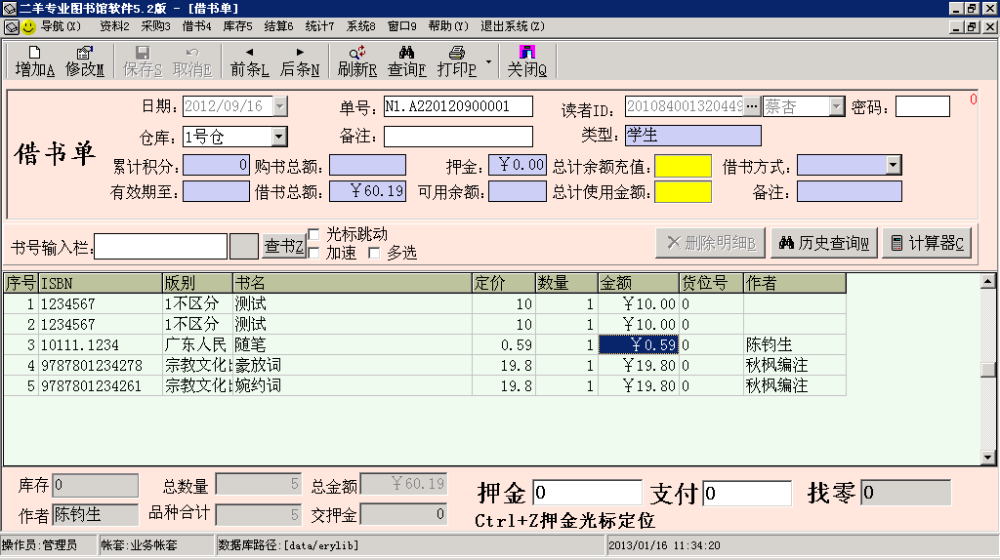 二羊专业图书馆软件5.2版 - [借书单]
导航(X) 资料2 采购3 借书4 库存5 结算6 统计7 系统8 窗口9 帮助(Y) 退出系统(Z)
增加A 修改M 保存S 取消E 前条L 后条N 刷新R 查询F 打印P 关闭Q
日期: 2012/09/16 单号: N1.A220120900001 读者ID: 201084001320449 ... 蔡杏 密码: 0
仓库: 1号仓 备注: 类型: 学生
借书单
累计积分: 0 购书总额: 押金: ￥0.00 总计余额充值: 借书方式:
有效期至: 借书总额: ￥60.19 可用余额: 总计使用金额: 备注:
书号输入栏: 查书Z 光标跳动 加速 多选 删除明细B 历史查询W 计算器C
序号 ISBN 版别 书名 定价 数量 金额 货位号 作者
1 1234567 1不区分 测试 10 1 ￥10.00 0
2 1234567 1不区分 测试 10 1 ￥10.00 0
3 10111.1234 广东人民 随笔 0.59 1 ￥0.59 0 陈钧生
4 9787801234278 宗教文化 豪放词 19.8 1 ￥19.80 0 秋枫编注
5 9787801234261 宗教文化 婉约词 19.8 1 ￥19.80 0 秋枫编注
库存 0 总数量 5 总金额 ￥60.19 押金 0 支付 0 找零 0
作者 陈钧生 品种合计 5 交押金 0 Ctrl+Z押金光标定位
操作员:管理员 帐套:业务帐套 数据库路径:[data/erylib] 2013/01/16 11:34:20